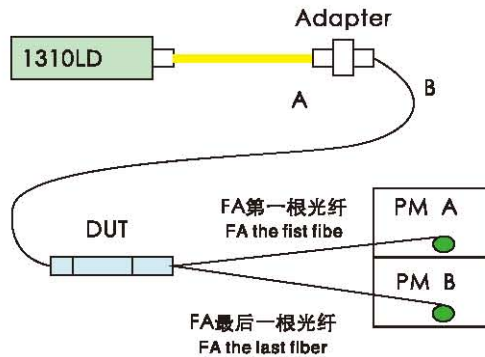 Adapter
1310LD
A
B
FA第一根光纤
FA the fist fibe
PM A
DUT
PM B
FA最后一根光纤
FA the last fiber